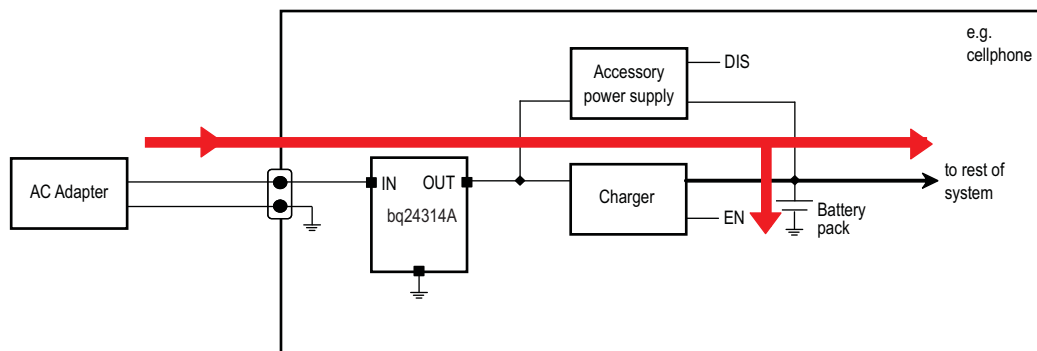 e.g.
cellphone
Accessory
power supply
DIS
AC Adapter
IN
OUT
bq24314A
Charger
EN
to rest of
system
Battery
pack